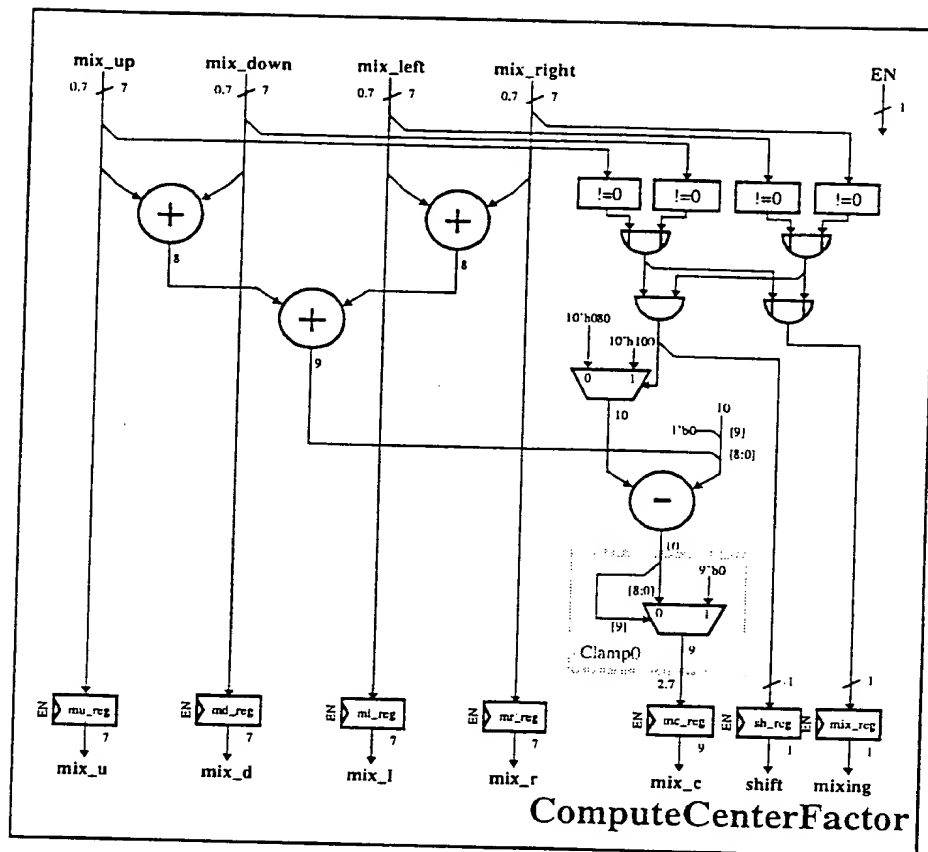 mix_up mix_down mix_left mix_right EN
0.7 7 0.7 7 0.7 7 0.7 7 1
!=0 !=0 !=0 !=0
+ +
8 8
+
9
10'h080
10'h100
0 1
10 10
1'b0 [9]
[8:0]
-
10
9'b0
[8:0]
0 1
[9]
Clamp0 9
2.7 1 1
EN mu_reg EN md_reg EN ml_reg EN mr_reg EN mc_reg EN sh_reg EN mix_reg
7 7 7 7 9 1 1
mix_u mix_d mix_l mix_r mix_c shift mixing
ComputeCenterFactor